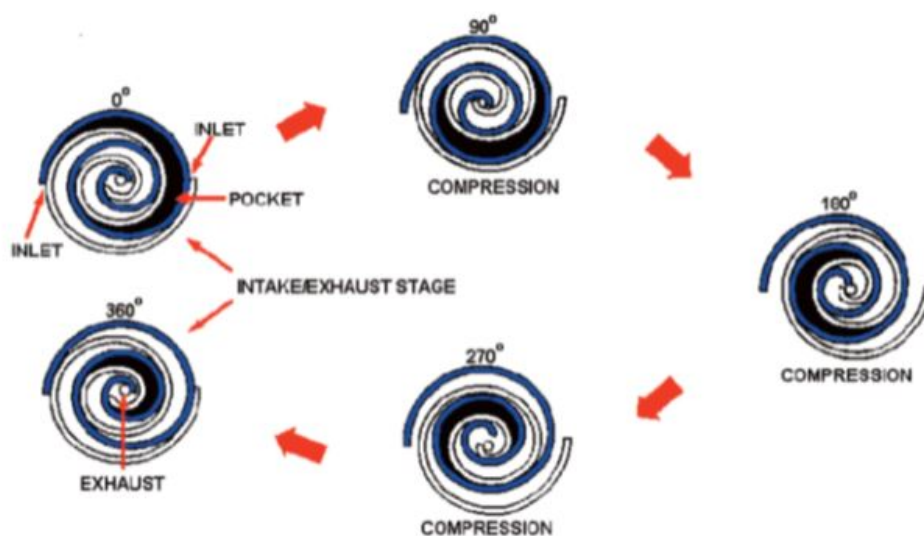 0°
INLET
POCKET
INLET
90°
COMPRESSION
180°
COMPRESSION
INTAKE/EXHAUST STAGE
270°
COMPRESSION
360°
EXHAUST